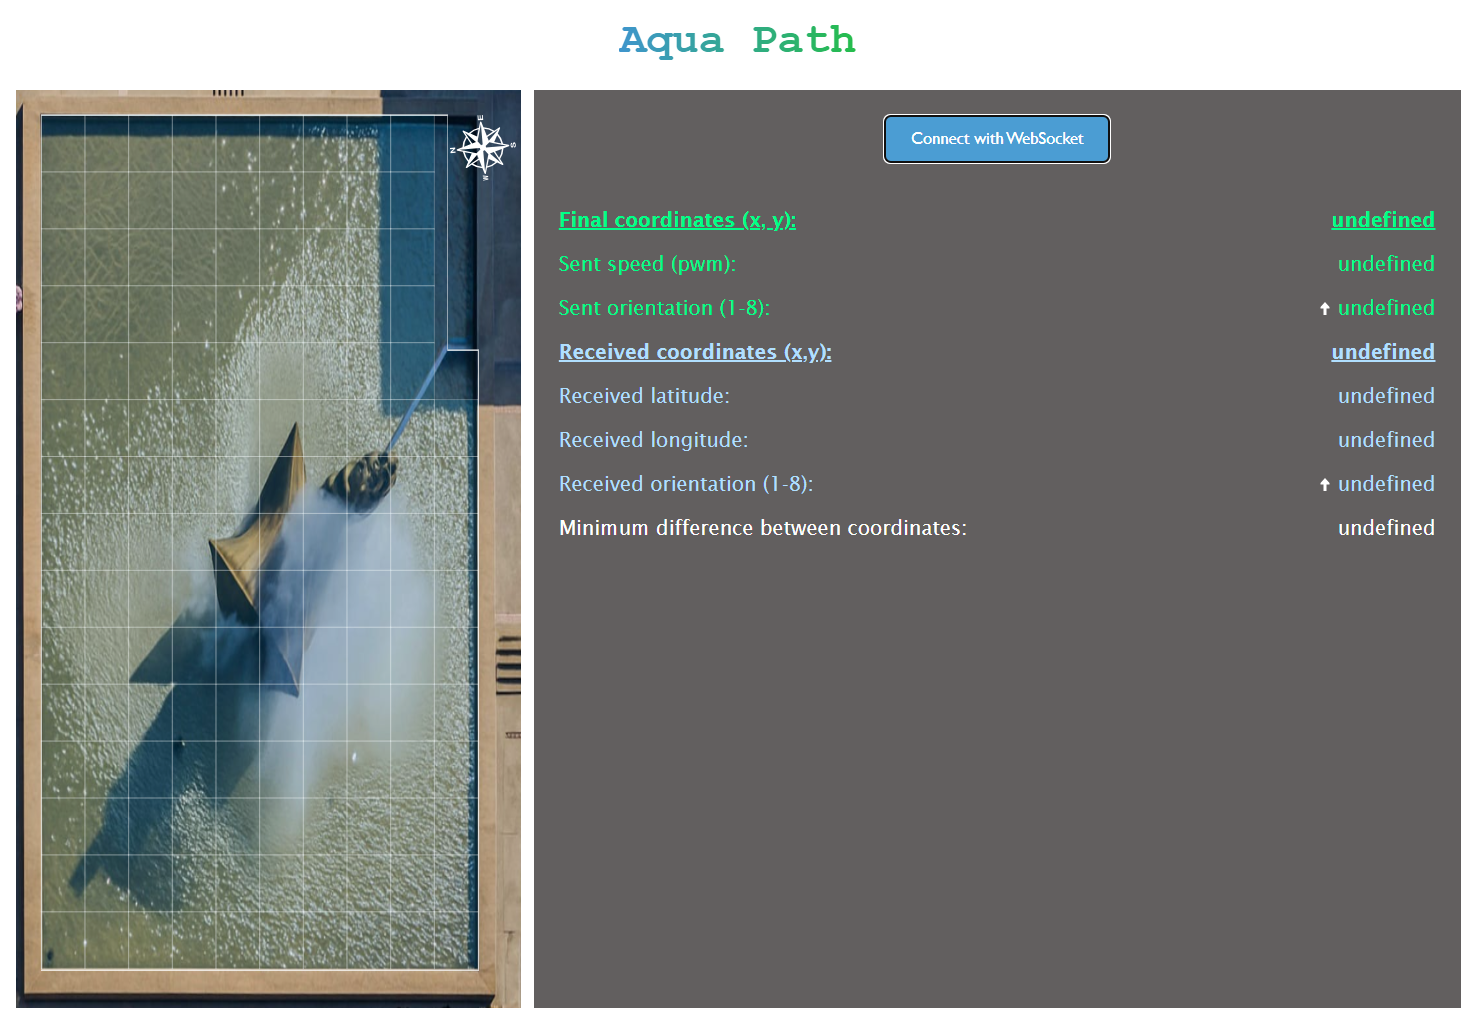 Aqua Path
E
N
S
W
Connect with WebSocket
Final coordinates (x, y): undefined
Sent speed (pwm): undefined
Sent orientation (1-8): ↑ undefined
Received coordinates (x,y): undefined
Received latitude: undefined
Received longitude: undefined
Received orientation (1-8): ↑ undefined
Minimum difference between coordinates: undefined